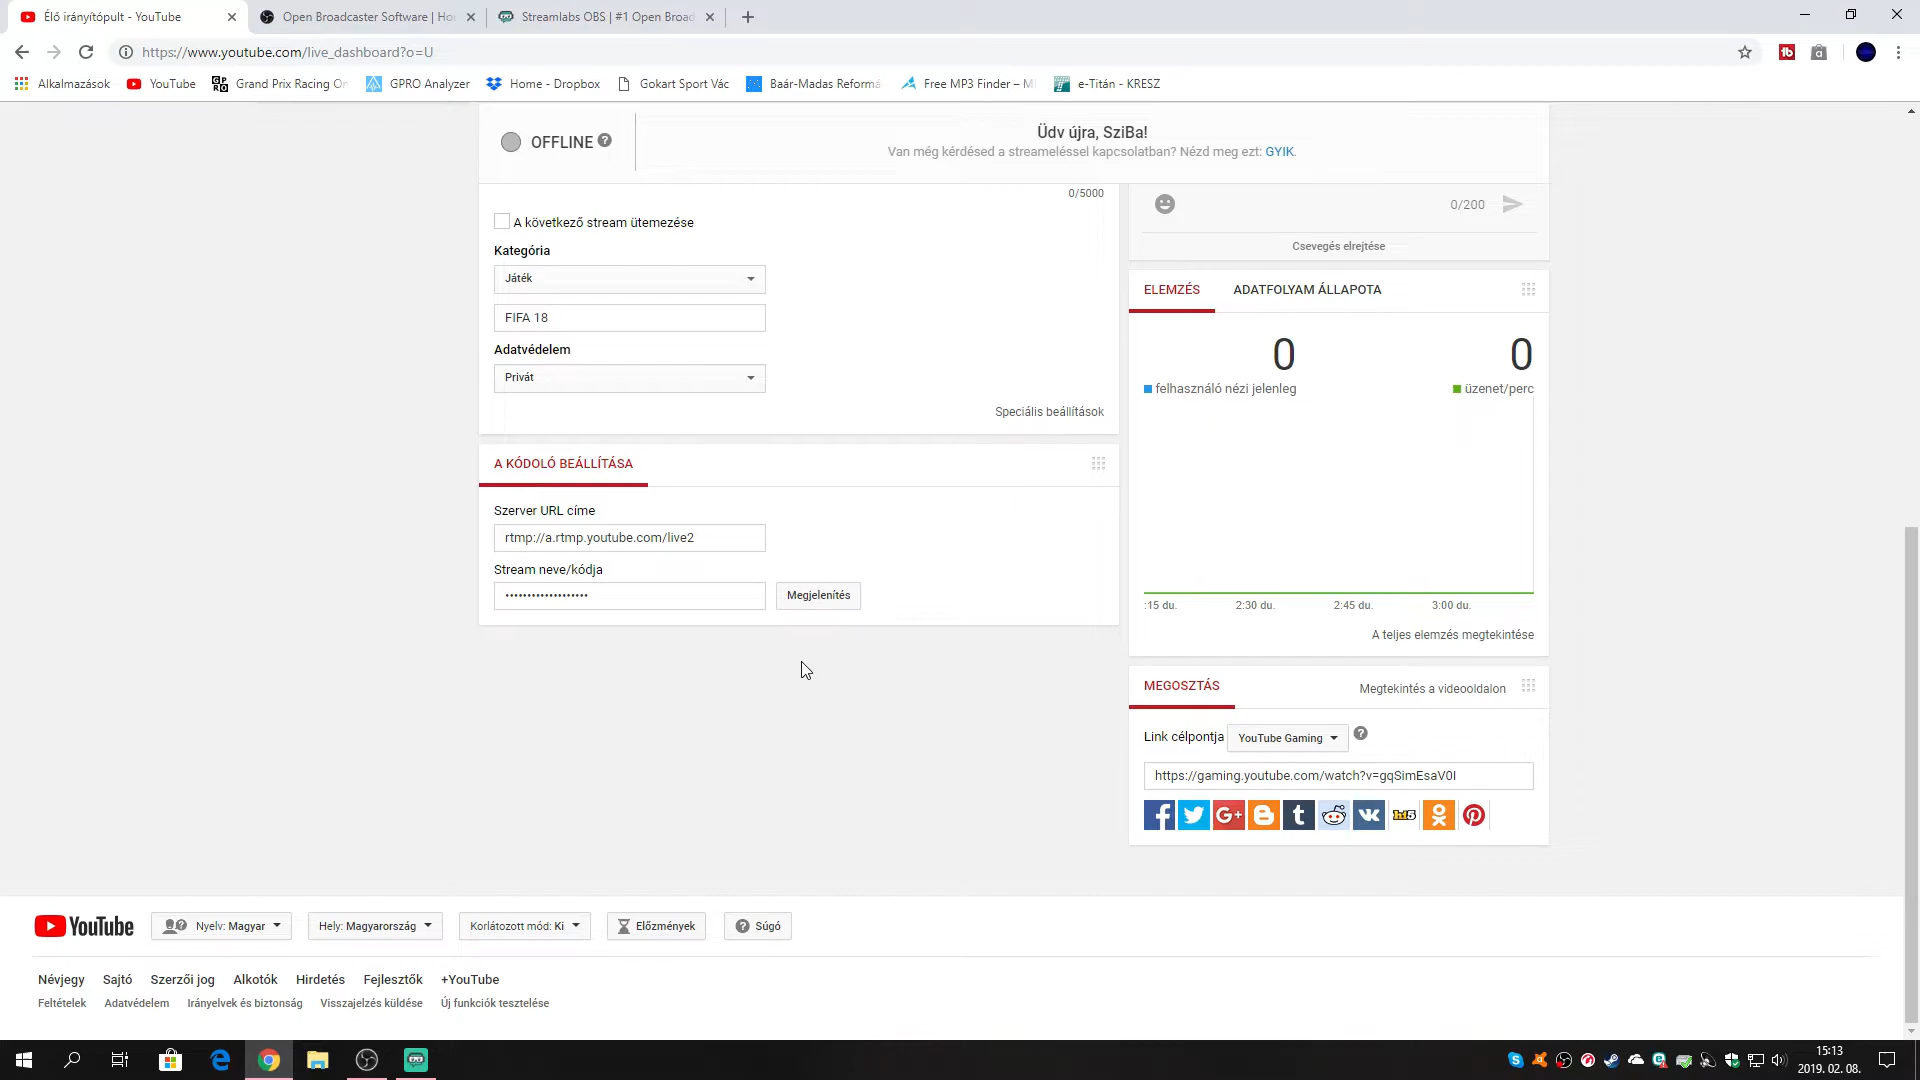 Élő irányítópult - YouTube
Open Broadcaster Software | Ho
Streamlabs OBS | #1 Open Broad
https://www.youtube.com/live_dashboard?o=U
Alkalmazások
YouTube
Grand Prix Racing On
GPRO Analyzer
Home - Dropbox
Gokart Sport Vác
Baár-Madas Reformá
Free MP3 Finder – M
e-Titán - KRESZ
OFFLINE
Üdv újra, SziBa!
Van még kérdésed a streameléssel kapcsolatban? Nézd meg ezt: GYIK.
0/5000
A következő stream ütemezése
Kategória
Játék
FIFA 18
Adatvédelem
Privát
Speciális beállítások
A KÓDOLÓ BEÁLLÍTÁSA
Szerver URL címe
rtmp://a.rtmp.youtube.com/live2
Stream neve/kódja
•••••••••••••••••••
Megjelenítés
0/200
Csevegés elrejtése
ELEMZÉS
ADATFOLYAM ÁLLAPOTA
0
0
felhasználó nézi jelenleg
üzenet/perc
:15 du.
2:30 du.
2:45 du.
3:00 du.
A teljes elemzés megtekintése
MEGOSZTÁS
Megtekintés a videooldalon
Link célpontja
YouTube Gaming
https://gaming.youtube.com/watch?v=gqSimEsaV0I
YouTube
Nyelv: Magyar
Hely: Magyarország
Korlátozott mód: Ki
Előzmények
Súgó
Névjegy
Sajtó
Szerzői jog
Alkotók
Hirdetés
Fejlesztők
+YouTube
Feltételek
Adatvédelem
Irányelvek és biztonság
Visszajelzés küldése
Új funkciók tesztelése
15:13
2019. 02. 08.